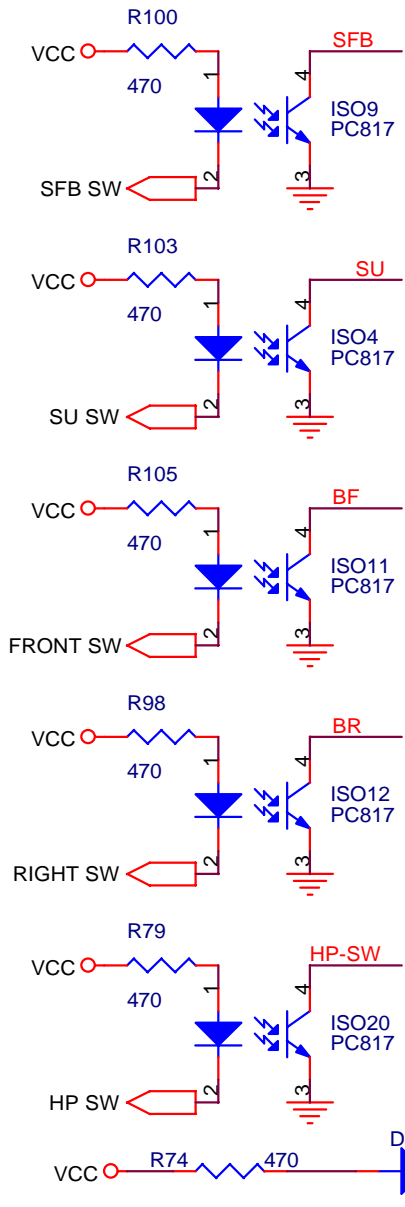 R100
SFB
VCC
470
1
4
ISO9
PC817
2
3
SFB SW
R103
SU
VCC
470
1
4
ISO4
PC817
2
3
SU SW
R105
BF
VCC
470
1
4
ISO11
PC817
2
3
FRONT SW
R98
BR
VCC
470
1
4
ISO12
PC817
2
3
RIGHT SW
R79
HP-SW
VCC
470
1
4
ISO20
PC817
2
3
HP SW
D
VCC R74 470